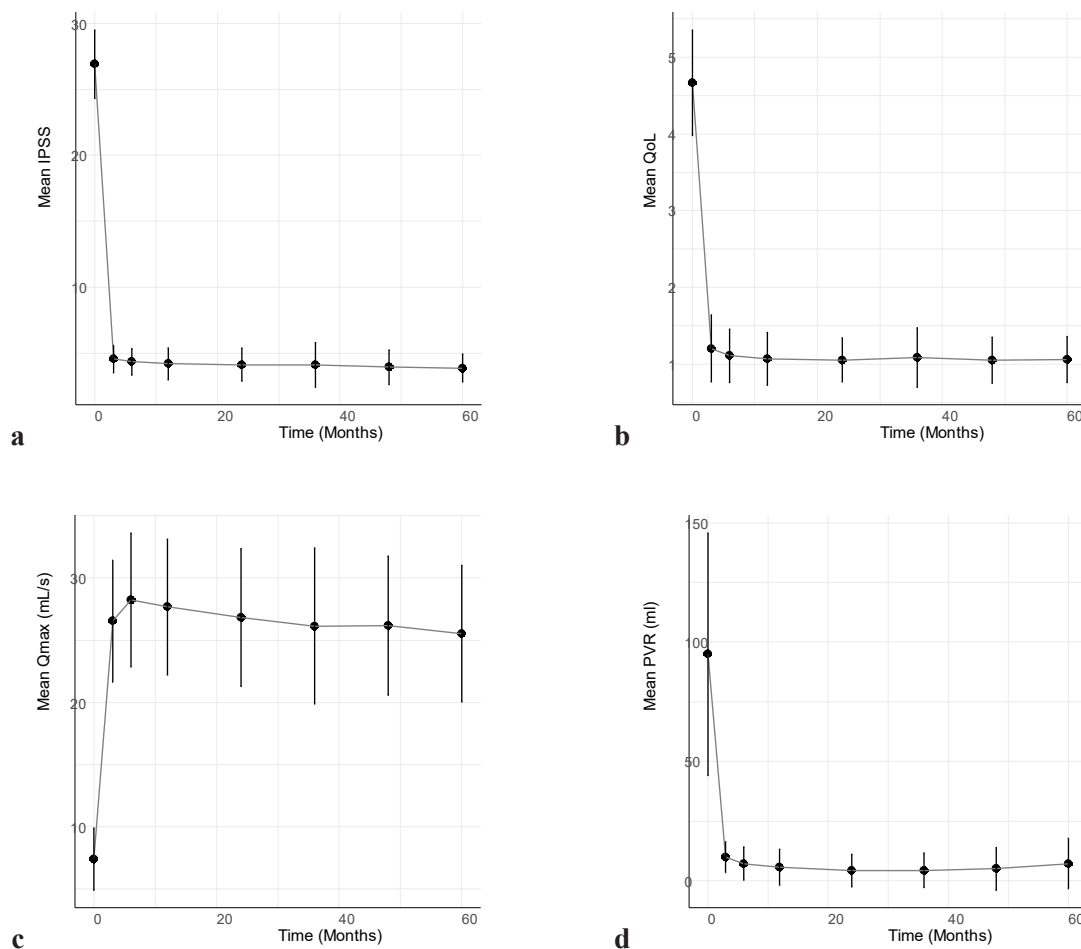 30
20
10
Mean IPSS
0 20 40 60
Time (Months)
a
5
4
3
2
1
Mean QoL
0 20 40 60
Time (Months)
b
30
20
10
Mean Qmax (mL/s)
0 20 40 60
Time (Months)
c
150
100
50
0
Mean PVR (ml)
0 20 40 60
Time (Months)
d